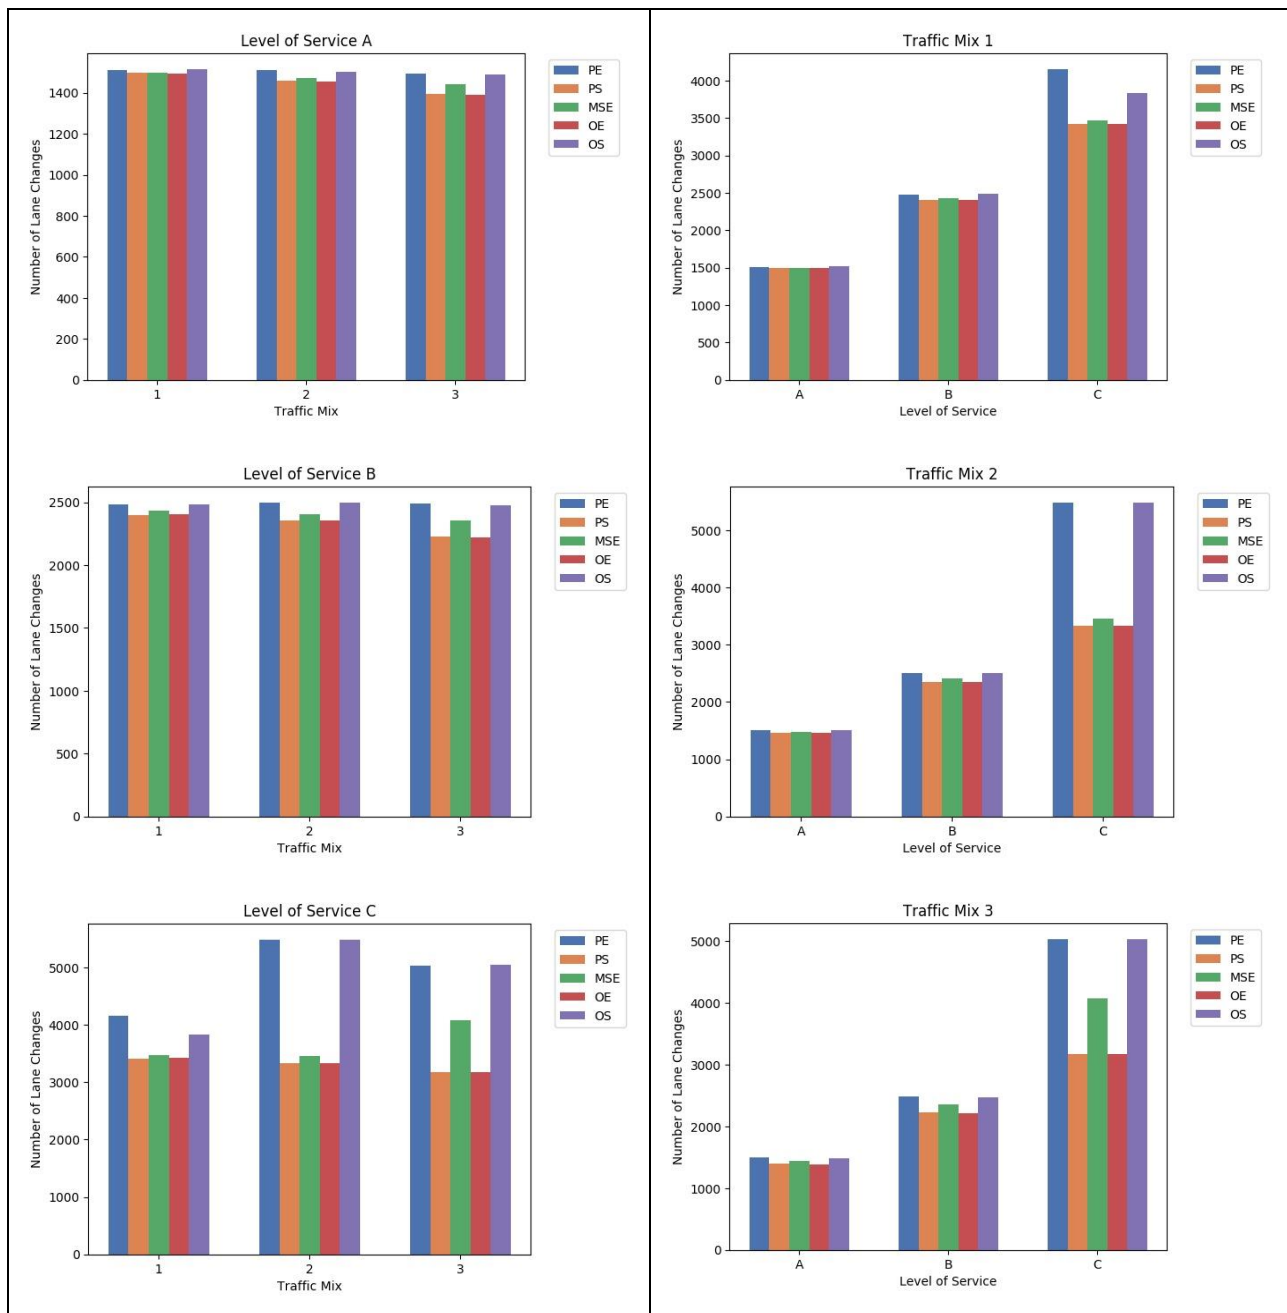 Level of Service A
Number of Lane Changes
1400
1200
1000
800
600
400
200
0
1 2 3
Traffic Mix
PE
PS
MSE
OE
OS
Traffic Mix 1
Number of Lane Changes
4000
3500
3000
2500
2000
1500
1000
500
0
A B C
Level of Service
PE
PS
MSE
OE
OS
Level of Service B
Number of Lane Changes
2500
2000
1500
1000
500
0
1 2 3
Traffic Mix
PE
PS
MSE
OE
OS
Traffic Mix 2
Number of Lane Changes
5000
4000
3000
2000
1000
0
A B C
Level of Service
PE
PS
MSE
OE
OS
Level of Service C
Number of Lane Changes
5000
4000
3000
2000
1000
0
1 2 3
Traffic Mix
PE
PS
MSE
OE
OS
Traffic Mix 3
Number of Lane Changes
5000
4000
3000
2000
1000
0
A B C
Level of Service
PE
PS
MSE
OE
OS